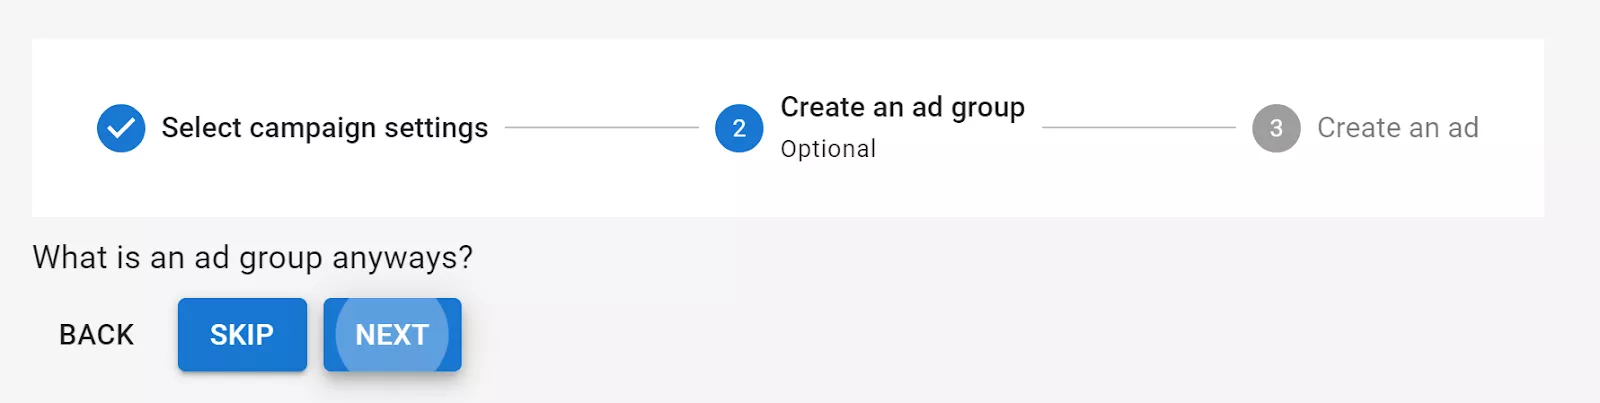 Select campaign settings
2
Create an ad group
Optional
3
Create an ad
What is an ad group anyways?
BACK
SKIP
NEXT